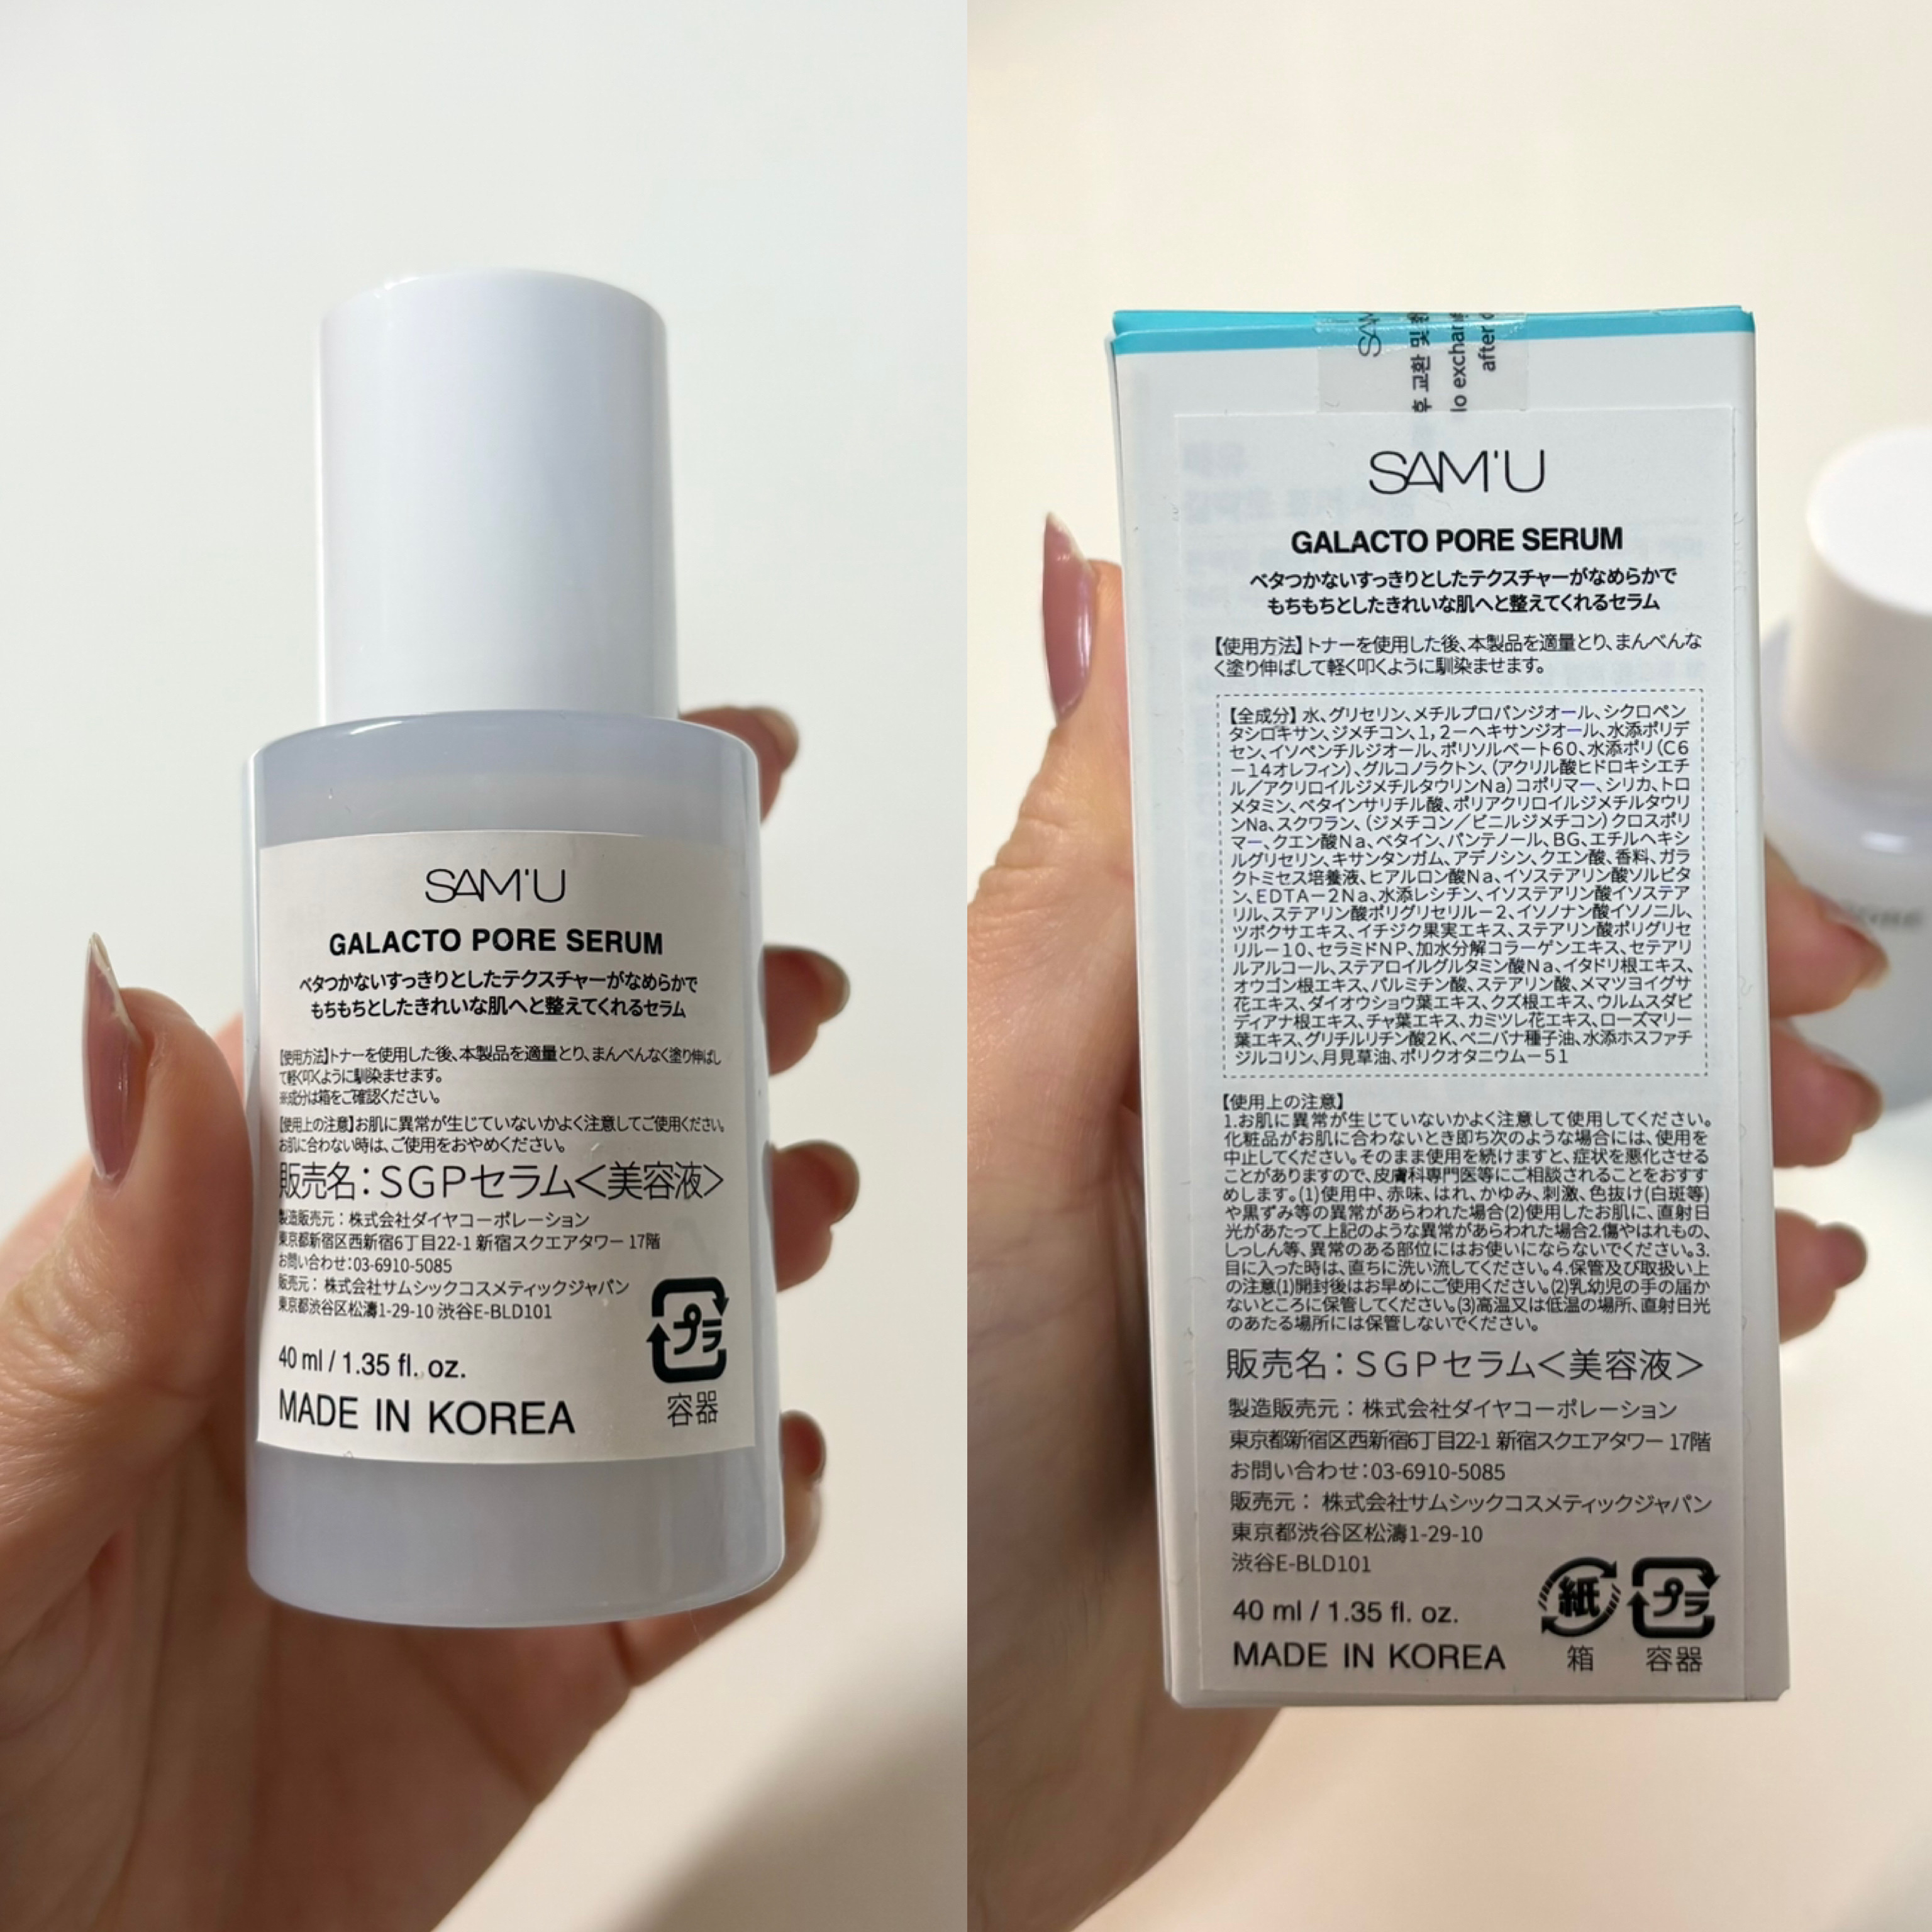 SAM'U
GALACTO PORE SERUM
ベタつかないすっきりとしたテクスチャーがなめらかで
もちもちとしたきれいな肌へと整えてくれるセラム
【使用方法】トナーを使用した後、本製品を適量とり、まんべんなく塗り伸ばし
て軽く叩くように馴染ませます。
※成分は箱をご確認ください。
【使用上の注意】お肌に異常が生じていないかよく注意してご使用ください。
お肌に合わない時は、ご使用をおやめください。
販売名：SGPセラム＜美容液＞
製造販売元：株式会社ダイヤコーポレーション
東京都新宿区西新宿6丁目22-1 新宿スクエアタワー 17階
お問い合わせ：03-6910-5085
販売元： 株式会社サムシックコスメティックジャパン
東京都渋谷区松濤1-29-10 渋谷E-BLD101
40 ml / 1.35 fl. oz.
MADE IN KOREA
プラ
容器
SAM
후 교환 및
lo exchan
after
SAM'U
GALACTO PORE SERUM
ベタつかないすっきりとしたテクスチャーがなめらかで
もちもちとしたきれいな肌へと整えてくれるセラム
【使用方法】トナーを使用した後、本製品を適量とり、まんべんな
く塗り伸ばして軽く叩くように馴染ませます。
【全成分】水、グリセリン、メチルプロパンジオール、シクロペン
タシロキサン、ジメチコン、1，2－ヘキサンジオール、水添ポリデ
セン、イソペンチルジオール、ポリソルベート60、水添ポリ（C6
－14オレフィン）、グルコノラクトン、（アクリル酸ヒドロキシエチ
ル／アクリロイルジメチルタウリンNa）コポリマー、シリカ、トロ
メタミン、ベタインサリチル酸、ポリアクリロイルジメチルタウリ
ンNa、スクワラン、（ジメチコン／ビニルジメチコン）クロスポリ
マー、クエン酸Na、ベタイン、パンテノール、BG、エチルヘキシ
ルグリセリン、キサンタンガム、アデノシン、クエン酸、香料、ガラ
クトミセス培養液、ヒアルロン酸Na、イソステアリン酸ソルビタ
ン、EDTA－2Na、水添レシチン、イソステアリン酸イソステア
リル、ステアリン酸ポリグリセリル－2、イソノナン酸イソノニル、
ツボクサエキス、イチジク果実エキス、ステアリン酸ポリグリセ
リル－10、セラミドNP、加水分解コラーゲンエキス、セテアリ
ルアルコール、ステアロイルグルタミン酸Na、イタドリ根エキス、
オウゴン根エキス、パルミチン酸、ステアリン酸、メマツヨイグサ
花エキス、ダイオウショウ葉エキス、クズ根エキス、ウルムスダビ
ディアナ根エキス、チャ葉エキス、カミツレ花エキス、ローズマリー
葉エキス、グリチルリチン酸2K、ベニバナ種子油、水添ホスファチ
ジルコリン、月見草油、ポリクオタニウム－51
【使用上の注意】
1.お肌に異常が生じていないかよく注意して使用してください。
化粧品がお肌に合わないとき即ち次のような場合には、使用を
中止してください。そのまま使用を続けますと、症状を悪化させる
ことがありますので、皮膚科専門医等にご相談されることをおすす
めします。(1)使用中、赤味、はれ、かゆみ、刺激、色抜け(白斑等)
や黒ずみ等の異常があらわれた場合(2)使用したお肌に、直射日
光があたって上記のような異常があらわれた場合2.傷やはれもの、
しっしん等、異常のある部位にはお使いにならないでください。3.
目に入った時は、直ちに洗い流してください。4.保管及び取扱い上
の注意(1)開封後はお早めにご使用ください。(2)乳幼児の手の届か
ないところに保管してください。(3)高温又は低温の場所、直射日光
のあたる場所には保管しないでください。
販売名：SGPセラム＜美容液＞
製造販売元：株式会社ダイヤコーポレーション
東京都新宿区西新宿6丁目22-1 新宿スクエアタワー 17階
お問い合わせ：03-6910-5085
販売元： 株式会社サムシックコスメティックジャパン
東京都渋谷区松濤1-29-10
渋谷E-BLD101
40 ml / 1.35 fl. oz.
MADE IN KOREA
紙
箱
プラ
容器